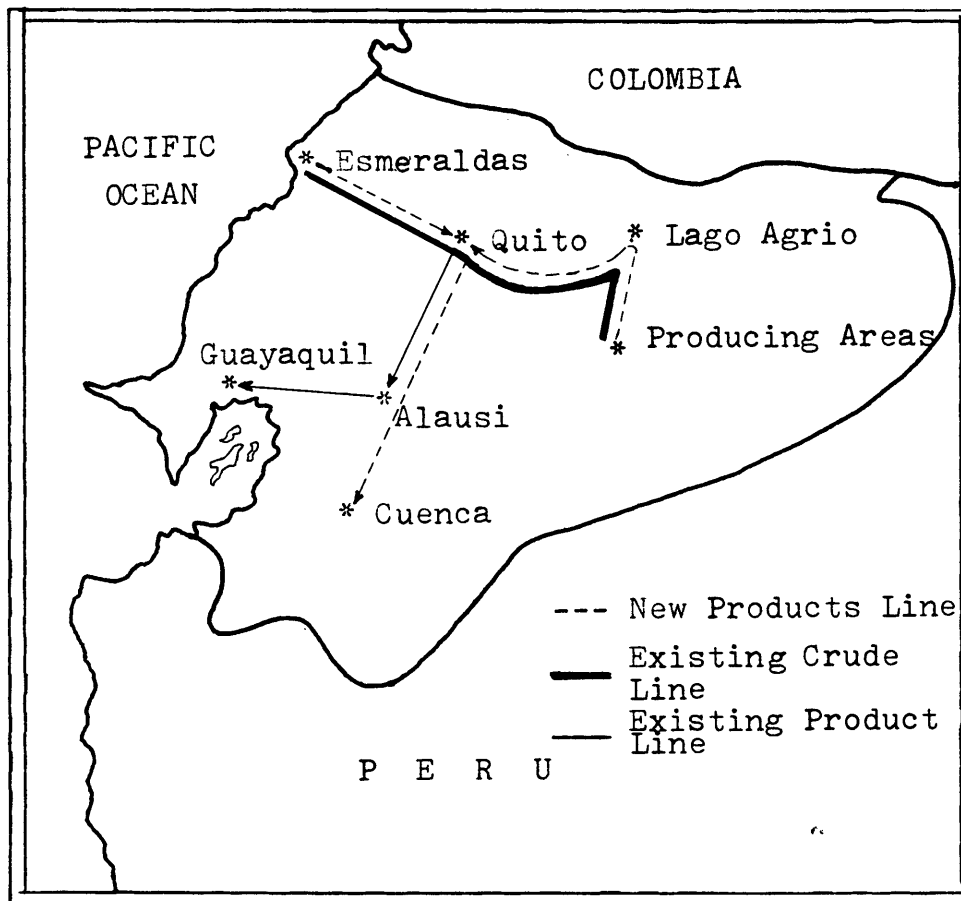 COLOMBIA
PACIFIC
OCEAN
Esmeraldas
Quito
Lago Agrio
Producing Areas
Guayaquil
Alausi
Cuenca
New Products Line
Existing Crude
Line
Existing Product
Line
P E R U